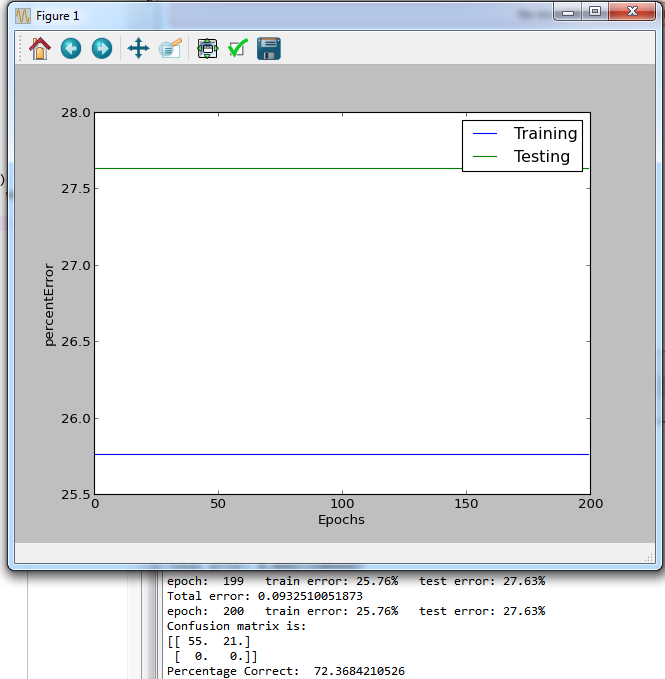 Figure 1
28.0
Training
Testing
27.5
27.0
percentError
26.5
26.0
25.5
0 50 100 150 200
Epochs
)
epoch:  199   train error: 25.76%   test error: 27.63%
Total error: 0.0932510051873
epoch:  200   train error: 25.76%   test error: 27.63%
Confusion matrix is:
[[ 55.  21.]
 [  0.   0.]]
Percentage Correct:  72.3684210526